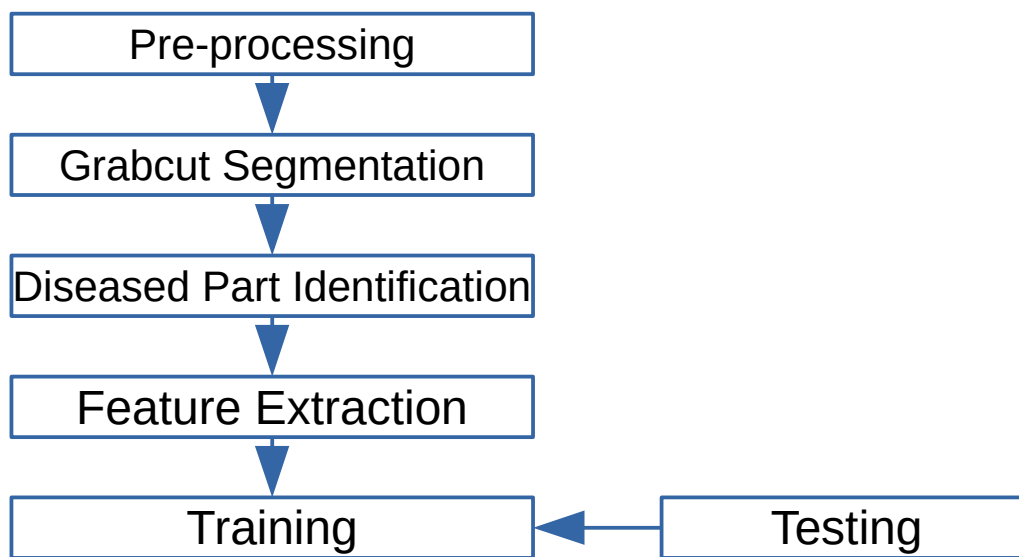 Pre-processing
Grabcut Segmentation
Diseased Part Identification
Feature Extraction
Training
Testing